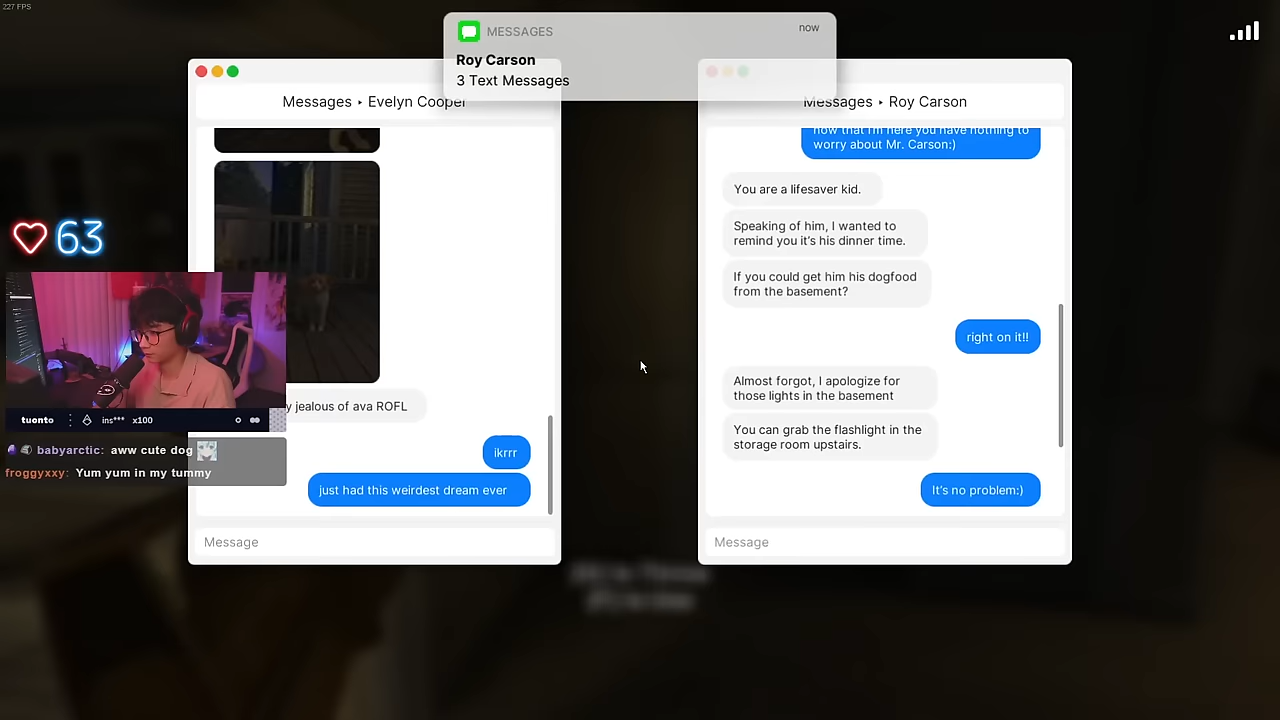 227 FPS
MESSAGES
now
Roy Carson
3 Text Messages
Messages ▸ Evelyn Cooper
y jealous of ava ROFL
ikrrr
just had this weirdest dream ever
Message
Messages ▸ Roy Carson
now that I'm here you have nothing to
worry about Mr. Carson:)
You are a lifesaver kid.
Speaking of him, I wanted to
remind you it's his dinner time.
If you could get him his dogfood
from the basement?
right on it!!
Almost forgot, I apologize for
those lights in the basement
You can grab the flashlight in the
storage room upstairs.
It's no problem:)
Message
63
tuonto
ins*** x100
babyarctic: aww cute dog
froggyxxy: Yum yum in my tummy